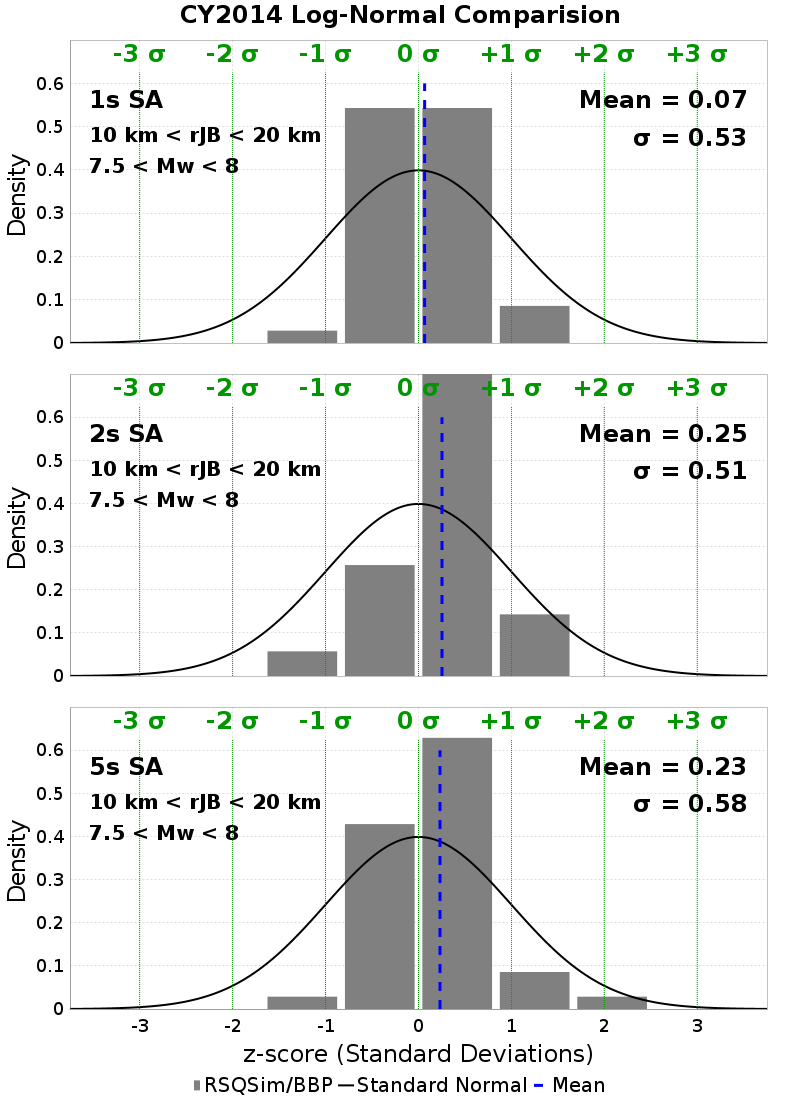 CY2014 Log-Normal Comparision
-3 σ -2 σ -1 σ 0 σ +1 σ +2 σ +3 σ
0.6
1s SA Mean = 0.07
0.5
10 km < rJB < 20 km σ = 0.53
7.5 < Mw < 8
0.4
0.3
0.2
0.1
0
Density
-3 σ -2 σ -1 σ 0 σ +1 σ +2 σ +3 σ
0.6
2s SA Mean = 0.25
0.5
10 km < rJB < 20 km σ = 0.51
7.5 < Mw < 8
0.4
0.3
0.2
0.1
0
Density
-3 σ -2 σ -1 σ 0 σ +1 σ +2 σ +3 σ
0.6
5s SA Mean = 0.23
0.5
10 km < rJB < 20 km σ = 0.58
7.5 < Mw < 8
0.4
0.3
0.2
0.1
0
Density
-3 -2 -1 0 1 2 3
z-score (Standard Deviations)
RSQSim/BBP Standard Normal Mean